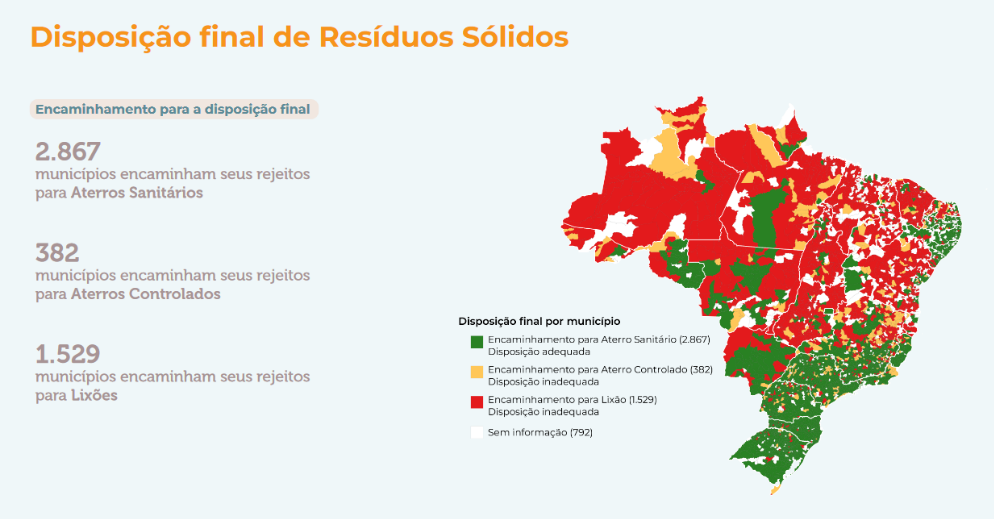 Disposição final de Resíduos Sólidos
Encaminhamento para a disposição final
2.867
municípios encaminham seus rejeitos
para Aterros Sanitários
382
municípios encaminham seus rejeitos
para Aterros Controlados
1.529
municípios encaminham seus rejeitos
para Lixões
Disposição final por município
Encaminhamento para Aterro Sanitário (2.867)
Disposição adequada
Encaminhamento para Aterro Controlado (382)
Disposição inadequada
Encaminhamento para Lixão (1.529)
Disposição inadequada
Sem informação (792)